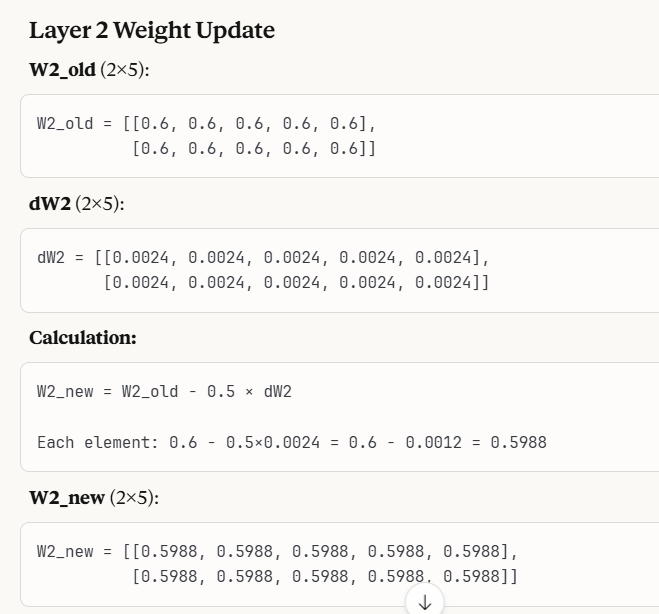 Layer 2 Weight Update
W2_old (2×5):
W2_old = [[0.6, 0.6, 0.6, 0.6, 0.6],
[0.6, 0.6, 0.6, 0.6, 0.6]]
dW2 (2×5):
dW2 = [[0.0024, 0.0024, 0.0024, 0.0024, 0.0024],
[0.0024, 0.0024, 0.0024, 0.0024, 0.0024]]
Calculation:
W2_new = W2_old - 0.5 × dW2
Each element: 0.6 - 0.5×0.0024 = 0.6 - 0.0012 = 0.5988
W2_new (2×5):
W2_new = [[0.5988, 0.5988, 0.5988, 0.5988, 0.5988],
[0.5988, 0.5988, 0.5988, 0.5988, 0.5988]]